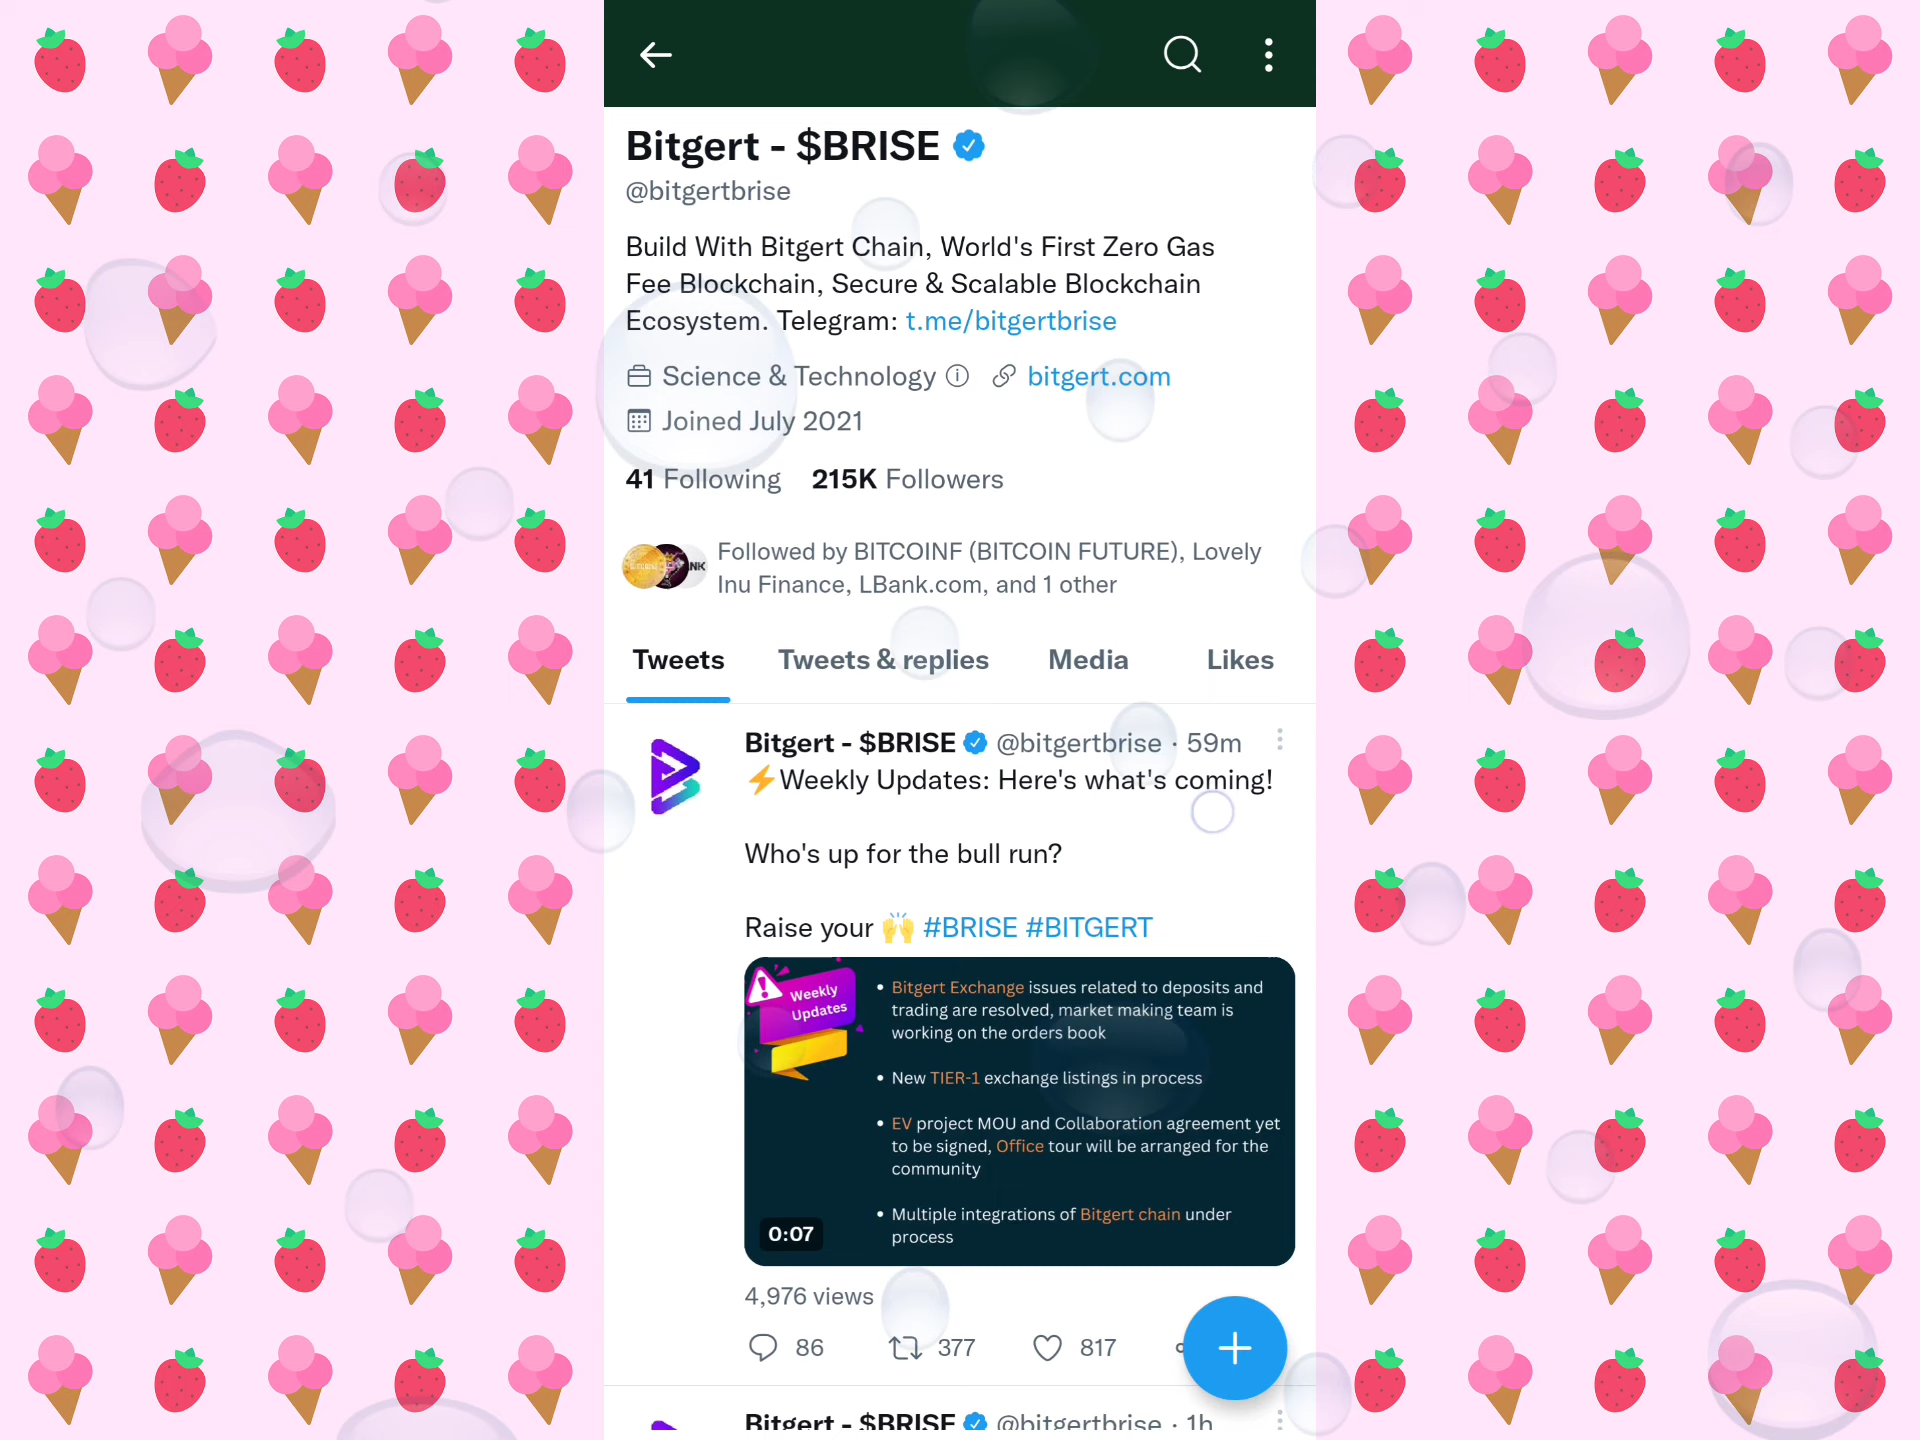 Bitgert - $BRISE
@bitgertbrise
Build With Bitgert Chain, World's First Zero Gas
Fee Blockchain, Secure & Scalable Blockchain
Ecosystem. Telegram: t.me/bitgertbrise
Science & Technology bitgert.com
Joined July 2021
41 Following 215K Followers
Followed by BITCOINF (BITCOIN FUTURE), Lovely
Inu Finance, LBank.com, and 1 other
Tweets Tweets & replies Media Likes
Bitgert - $BRISE @bitgertbrise · 59m
⚡Weekly Updates: Here's what's coming!
Who's up for the bull run?
Raise your 🙌 #BRISE #BITGERT
Weekly
Updates
• Bitgert Exchange issues related to deposits and
trading are resolved, market making team is
working on the orders book
• New TIER-1 exchange listings in process
• EV project MOU and Collaboration agreement yet
to be signed, Office tour will be arranged for the
community
• Multiple integrations of Bitgert chain under
process
0:07
4,976 views
86 377 817
Bitgert - $BRISE @bitgertbrise · 1h